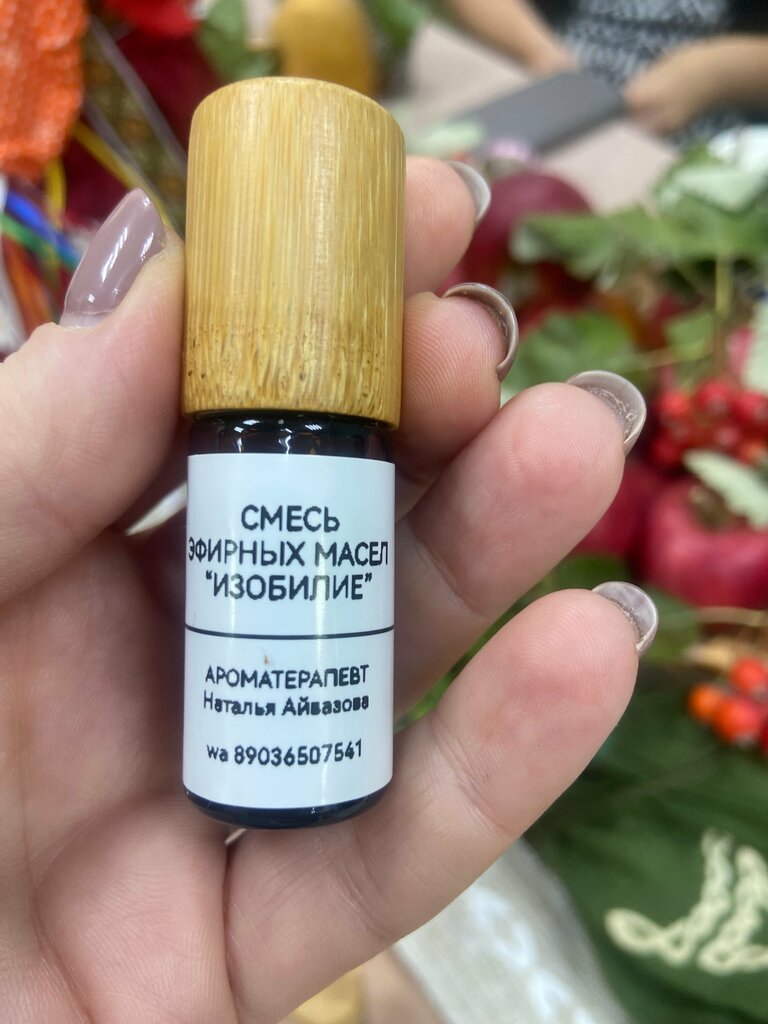 СМЕСЬ
ЭФИРНЫХ МАСЕЛ
“ИЗОБИЛИЕ”
АРОМАТЕРАПЕВТ
Наталья Айвазова
wa 89036507541